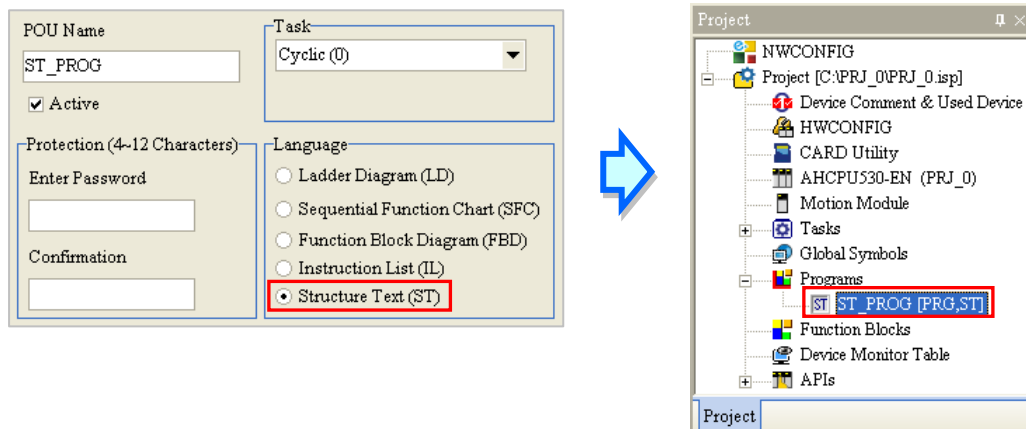 POU Name
ST_PROG
Active
Protection (4~12 Characters)
Enter Password
Confirmation
Task
Cyclic (0)
Language
Ladder Diagram (LD)
Sequential Function Chart (SFC)
Function Block Diagram (FBD)
Instruction List (IL)
Structure Text (ST)
Project
NWCONFIG
Project [C:\PRJ_0\PRJ_0.isp]
Device Comment & Used Device
HWCONFIG
CARD Utility
AHCPU530-EN (PRJ_0)
Motion Module
Tasks
Global Symbols
Programs
ST ST_PROG [PRG,ST]
Function Blocks
Device Monitor Table
APIs
Project